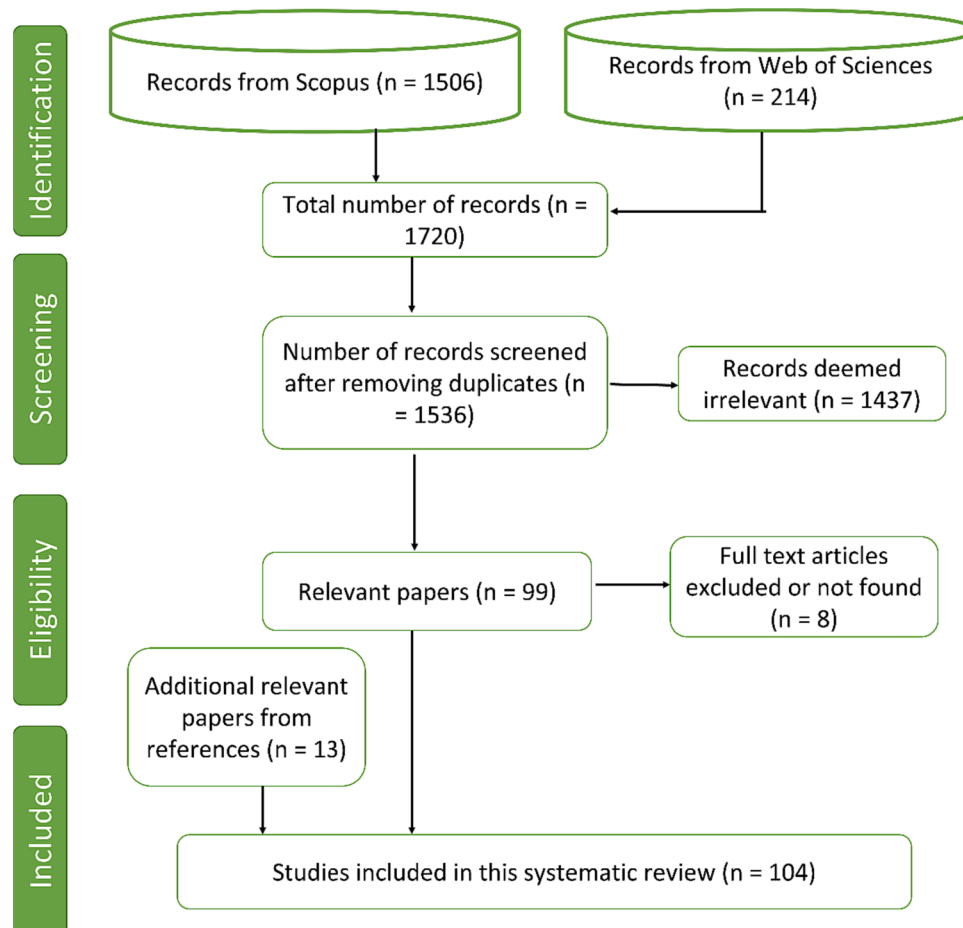 Identification
Records from Scopus (n = 1506)
Records from Web of Sciences
(n = 214)
Total number of records (n =
1720)
Screening
Number of records screened
after removing duplicates (n
= 1536)
Records deemed
irrelevant (n = 1437)
Eligibility
Relevant papers (n = 99)
Full text articles
excluded or not found
(n = 8)
Additional relevant
papers from
references (n = 13)
Included
Studies included in this systematic review (n = 104)